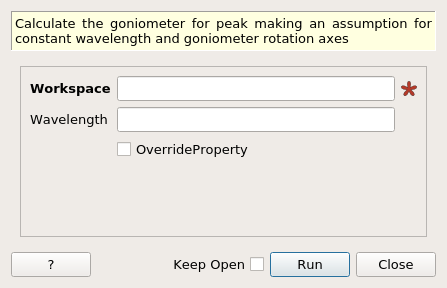 Calculate the goniometer for peak making an assumption for
constant wavelength and goniometer rotation axes
Workspace *
Wavelength
OverrideProperty
? Keep Open Run Close